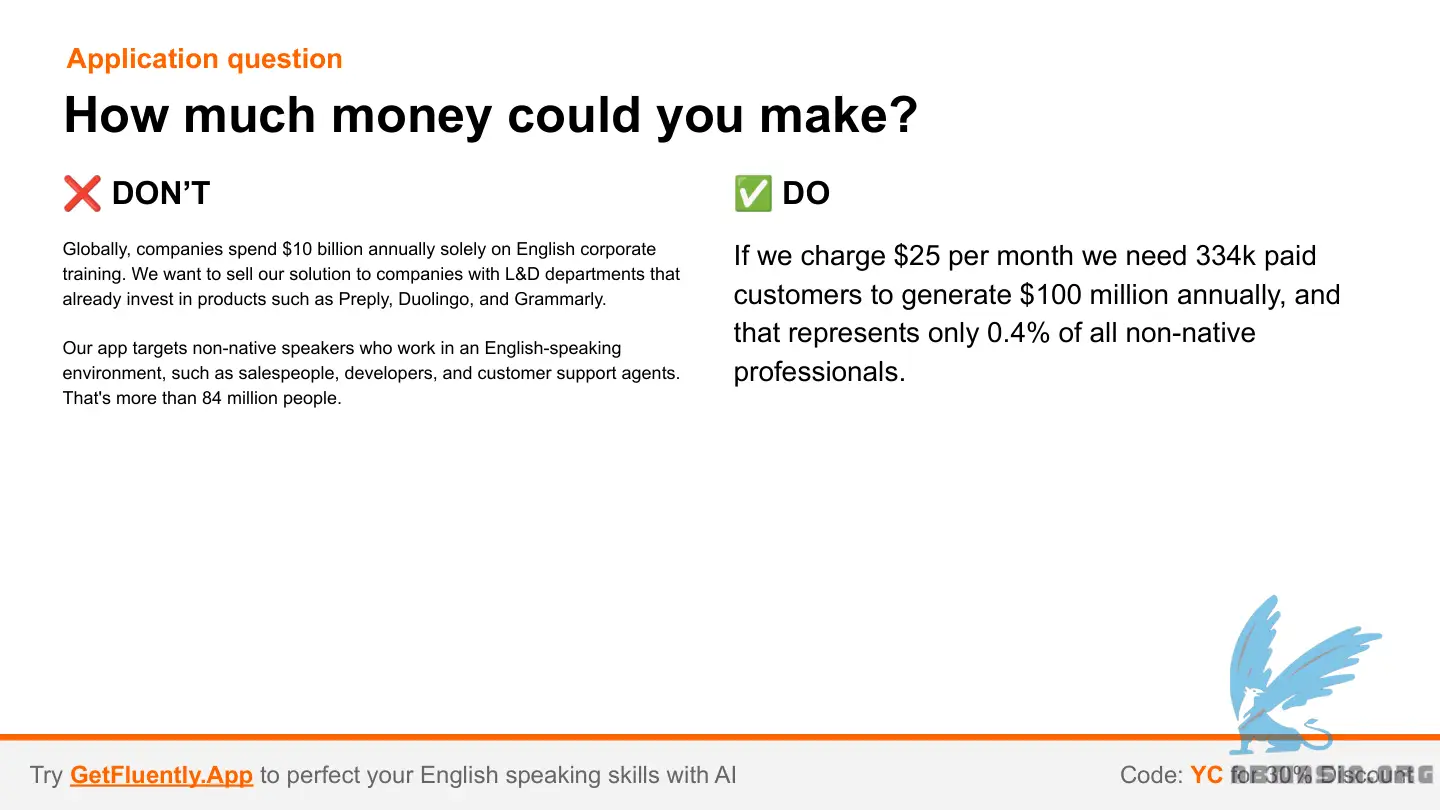 Application question
How much money could you make?
❌ DON’T
Globally, companies spend $10 billion annually solely on English corporate
training. We want to sell our solution to companies with L&D departments that
already invest in products such as Preply, Duolingo, and Grammarly.
Our app targets non-native speakers who work in an English-speaking
environment, such as salespeople, developers, and customer support agents.
That's more than 84 million people.
✅ DO
If we charge $25 per month we need 334k paid
customers to generate $100 million annually, and
that represents only 0.4% of all non-native
professionals.
Try GetFluently.App to perfect your English speaking skills with AI
Code: YC for 30% Discount